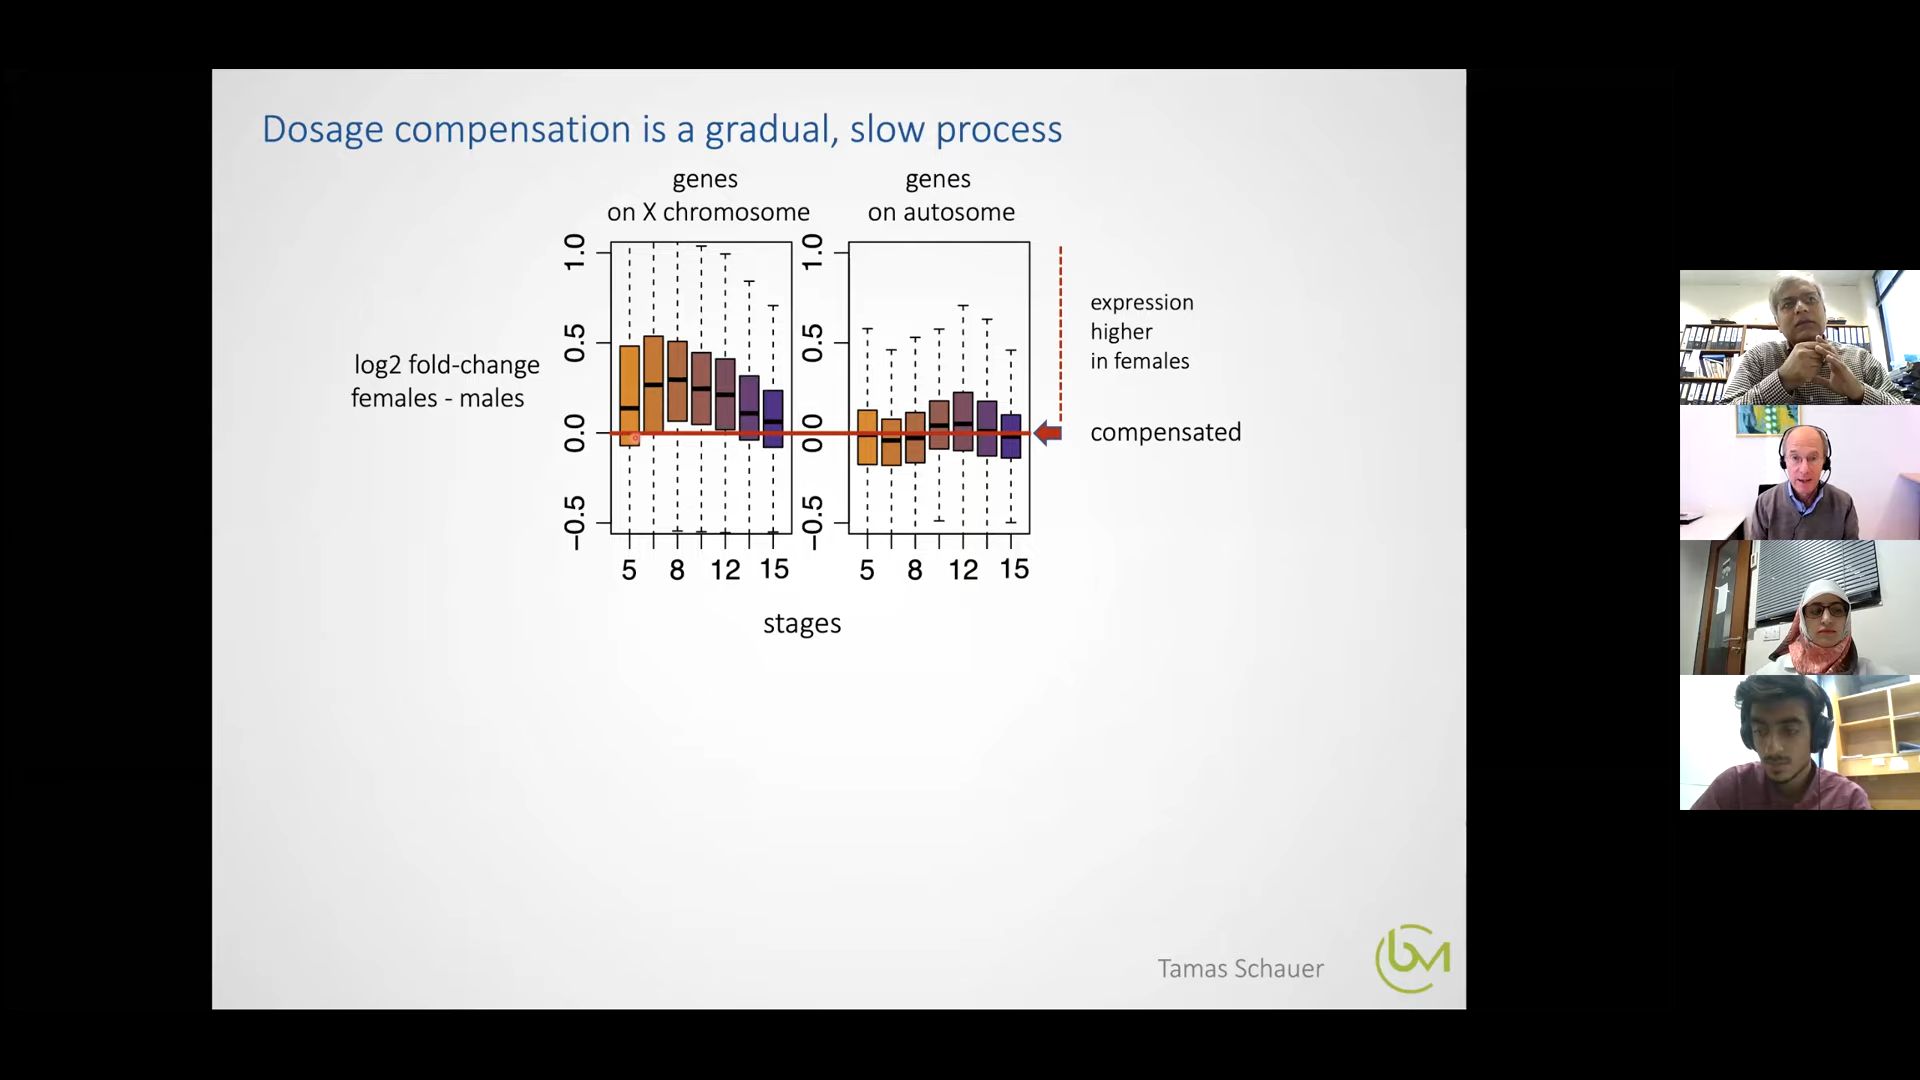 Dosage compensation is a gradual, slow process
genes
on X chromosome
genes
on autosome
log2 fold-change
females - males
1.0
0.5
0.0
-0.5
5 8 12 15
1.0
0.5
0.0
-0.5
5 8 12 15
stages
expression
higher
in females
compensated
Tamas Schauer
bM